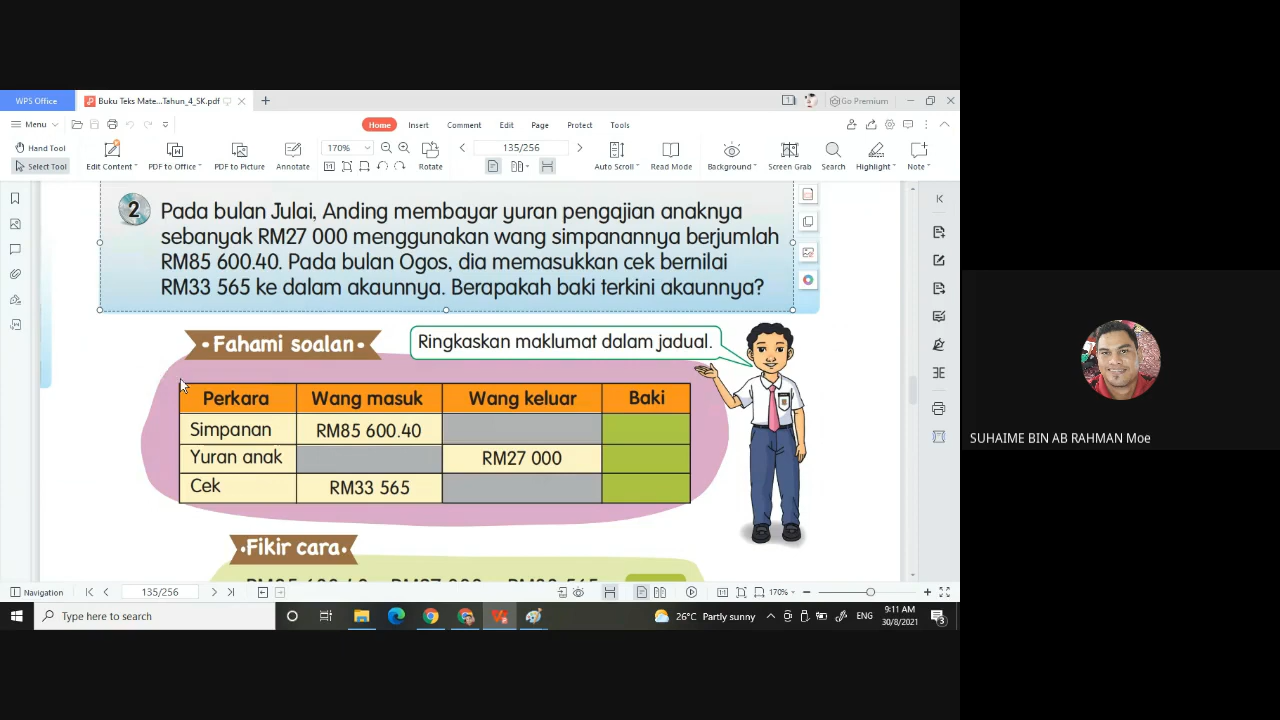 WPS Office
Buku Teks Mate...Tahun_4_SK.pdf
1
Go Premium
Menu
Home
Insert
Comment
Edit
Page
Protect
Tools
Hand Tool
Select Tool
Edit Content
PDF to Office
PDF to Picture
Annotate
170%
Rotate
135/256
Auto Scroll
Read Mode
Background
Screen Grab
Search
Highlight
Note
2
Pada bulan Julai, Anding membayar yuran pengajian anaknya
sebanyak RM27 000 menggunakan wang simpanannya berjumlah
RM85 600.40. Pada bulan Ogos, dia memasukkan cek bernilai
RM33 565 ke dalam akaunnya. Berapakah baki terkini akaunnya?
Fahami soalan
Ringkaskan maklumat dalam jadual.
Perkara Wang masuk Wang keluar Baki
Simpanan RM85 600.40
Yuran anak RM27 000
Cek RM33 565
Fikir cara
SUHAIME BIN AB RAHMAN Moe
Navigation
135/256
170%
Type here to search
26°C Partly sunny
ENG
9:11 AM
30/8/2021
3